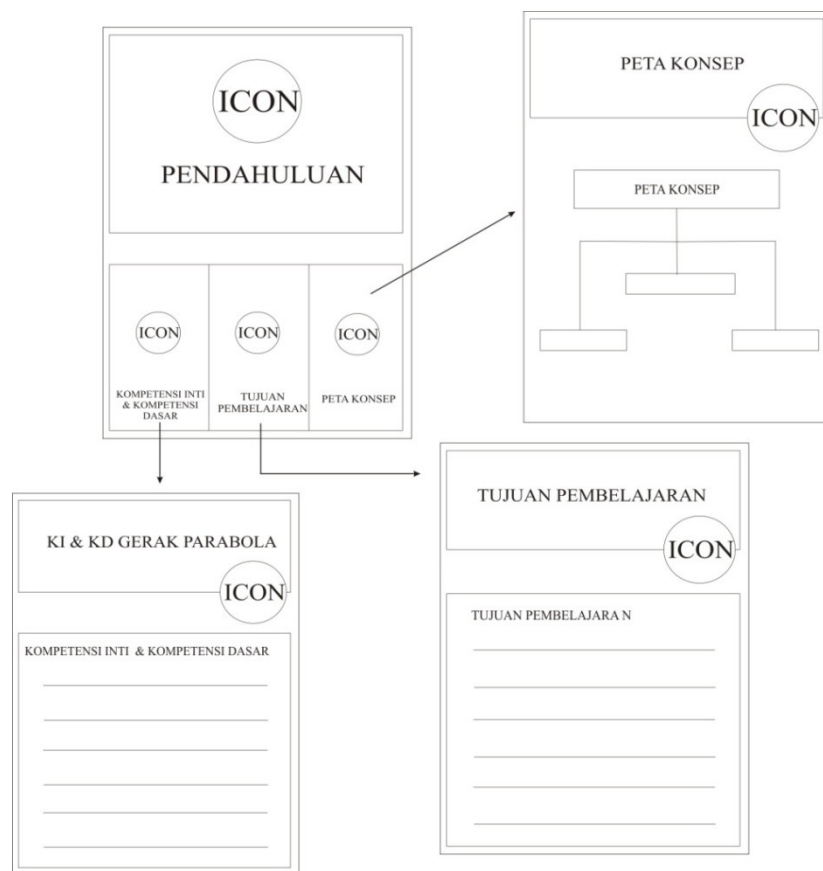 ICON
PENDAHULUAN
ICON
KOMPETENSI INTI
& KOMPETENSI
DASAR
ICON
TUJUAN
PEMBELAJARAN
ICON
PETA KONSEP
PETA KONSEP
ICON
PETA KONSEP
KI & KD GERAK PARABOLA
ICON
KOMPETENSI INTI & KOMPETENSI DASAR
TUJUAN PEMBELAJARAN
ICON
TUJUAN PEMBELAJARA N